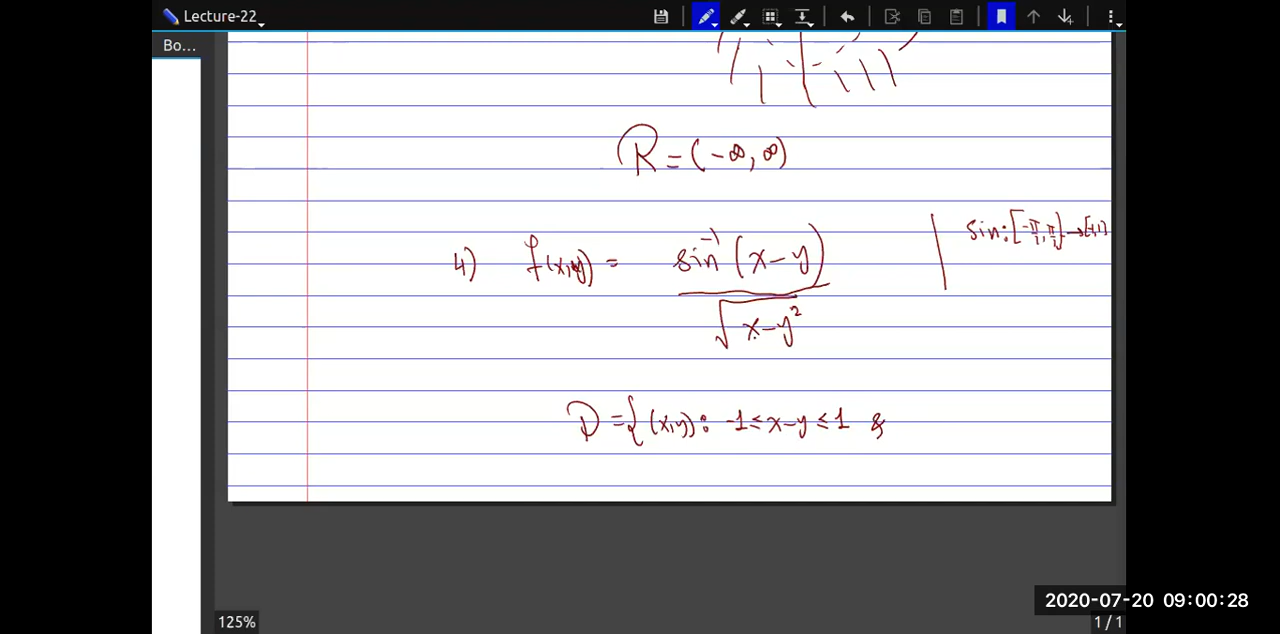 Lecture-22
Bo...
R = (-∞, ∞)
4) f(x,y) = sin⁻¹(x-y) / √(x-y²)
sin: [-π/2, π/2] → [-1,1]
D = { (x,y): -1 ≤ x-y ≤ 1 &
2020-07-20 09:00:28
125%
1 / 1